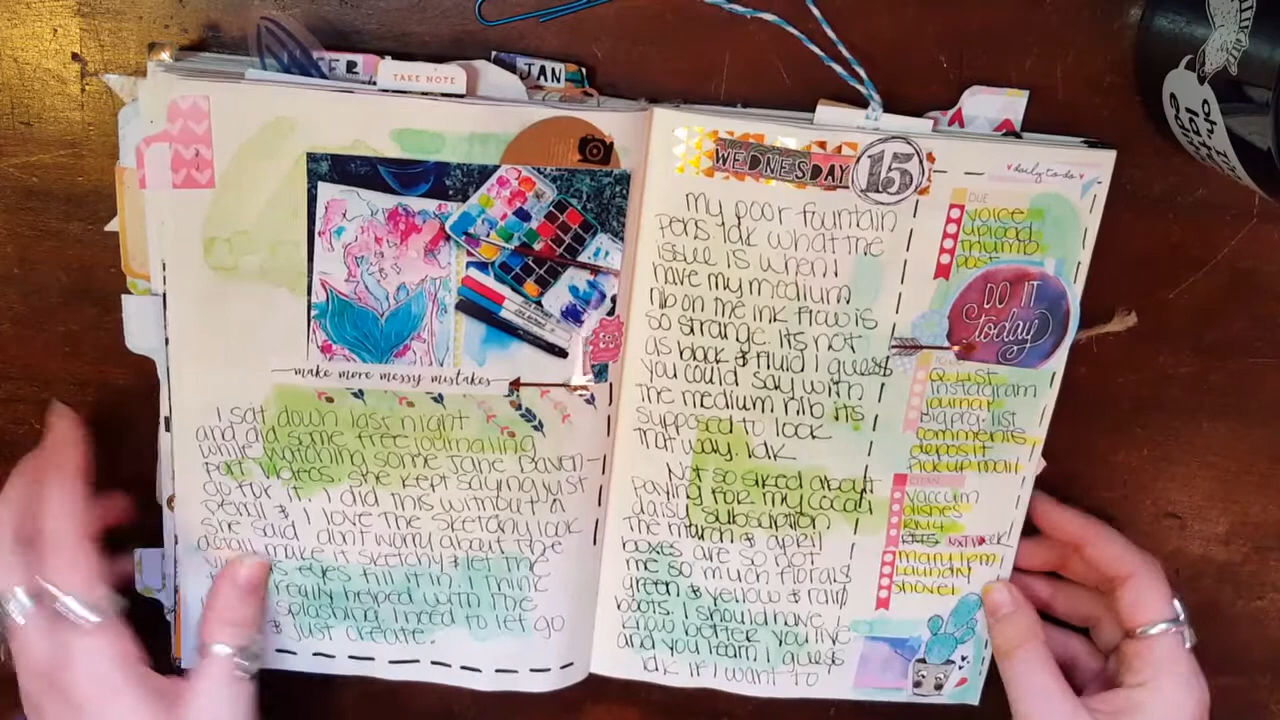 TAKE NOTE
JAN
make more messy mistakes
I sat down last night
and did some free journaling
while watching some Jane Daven-
port videos. She kept saying just
go for it. I did this without a
pencil & I love the sketchy look
she said don't worry about the
detail make it sketchy & let the
eyes fill it in. I think
really helped with the
splashing. I need to let go
& just create.
WEDNESDAY 15
My poor fountain
pens. Idk what the
issue is when I
have my medium
nib on the ink flow is
so strange. its not
as black & fluid I guess
you could say with
the medium nib its
supposed to look
that way. Idk
Not so siked about
paying for my cocoa
daisy subscription
the march & april
boxes are so not
me so much florals
green & yellow & rain
boots. I should have
know better you live
and you learn I guess
Idk if I want to
daily to do
DUE
voice
upload
thumb
post
DO IT
today
Q. List
Instagram
journal
big pro. list
comments
deposit
pick up mail
CLEAN
vaccum
dishes
RM4
NXT WEEK!
laundry
shovel
oh,